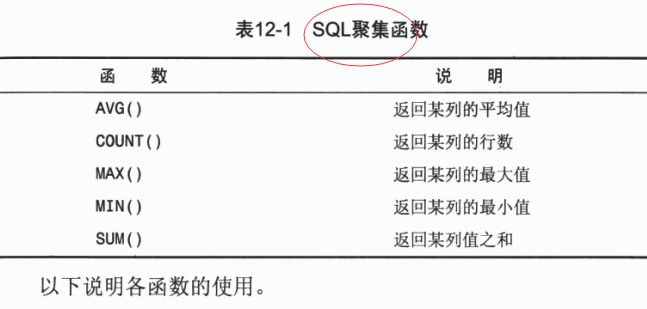 表12-1 SQL聚集函数
函 数 说 明
AVG() 返回某列的平均值
COUNT() 返回某列的行数
MAX() 返回某列的最大值
MIN() 返回某列的最小值
SUM() 返回某列值之和
以下说明各函数的使用。